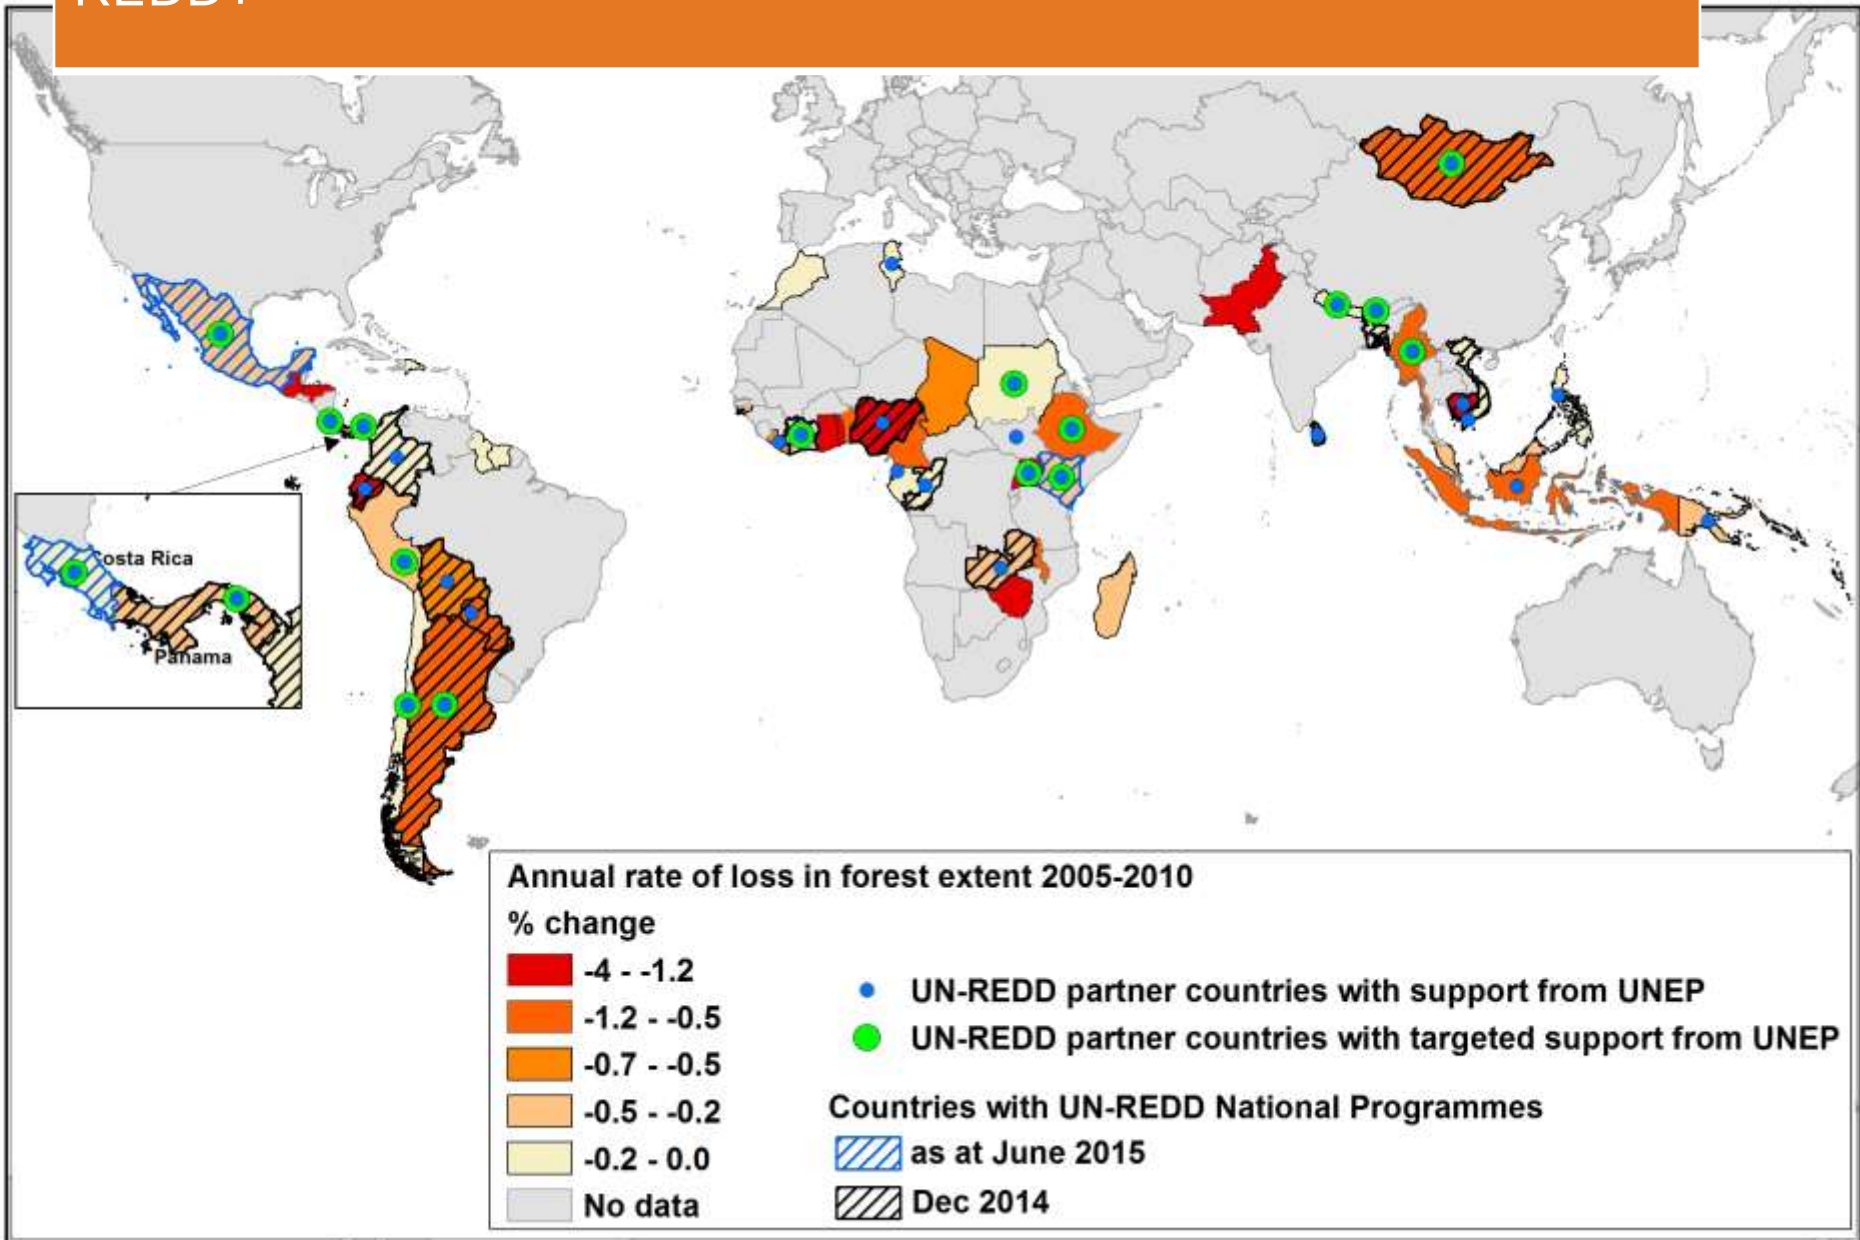 REDD+
Costa Rica
Panama
Annual rate of loss in forest extent 2005-2010
% change
-4 - -1.2
-1.2 - -0.5
-0.7 - -0.5
-0.5 - -0.2
-0.2 - 0.0
No data
UN-REDD partner countries with support from UNEP
UN-REDD partner countries with targeted support from UNEP
Countries with UN-REDD National Programmes
as at June 2015
Dec 2014